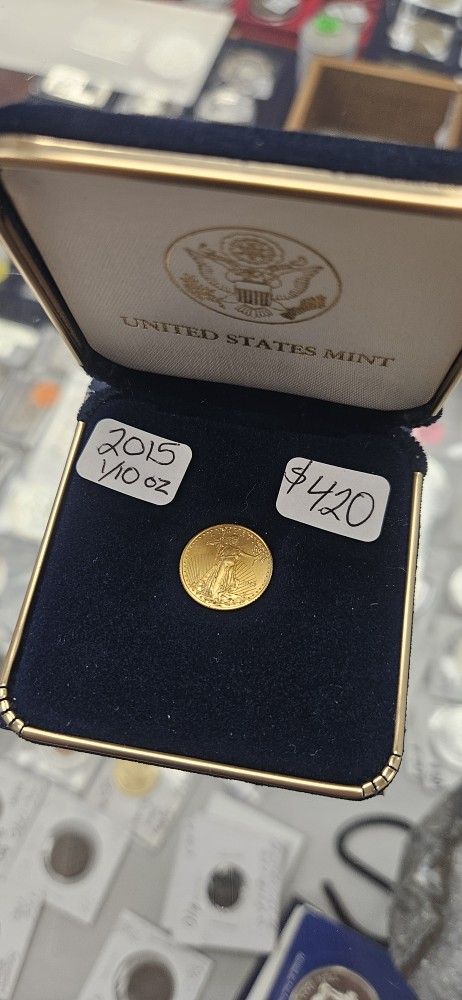 UNITED STATES MINT
2015
1/10 OZ
$420